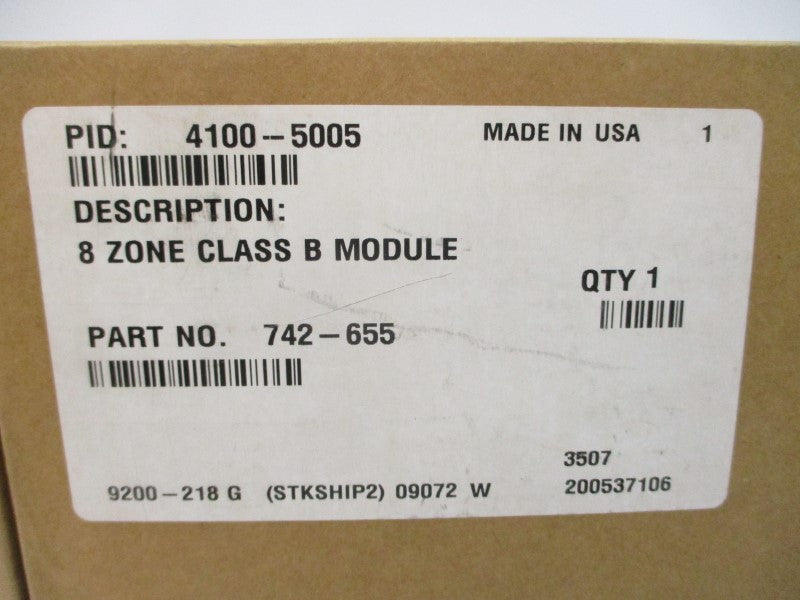 PID: 4100-5005 MADE IN USA 1
DESCRIPTION:
8 ZONE CLASS B MODULE
QTY 1
PART NO. 742-655
3507
9200-218 G (STKSHIP2) 09072 W 200537106